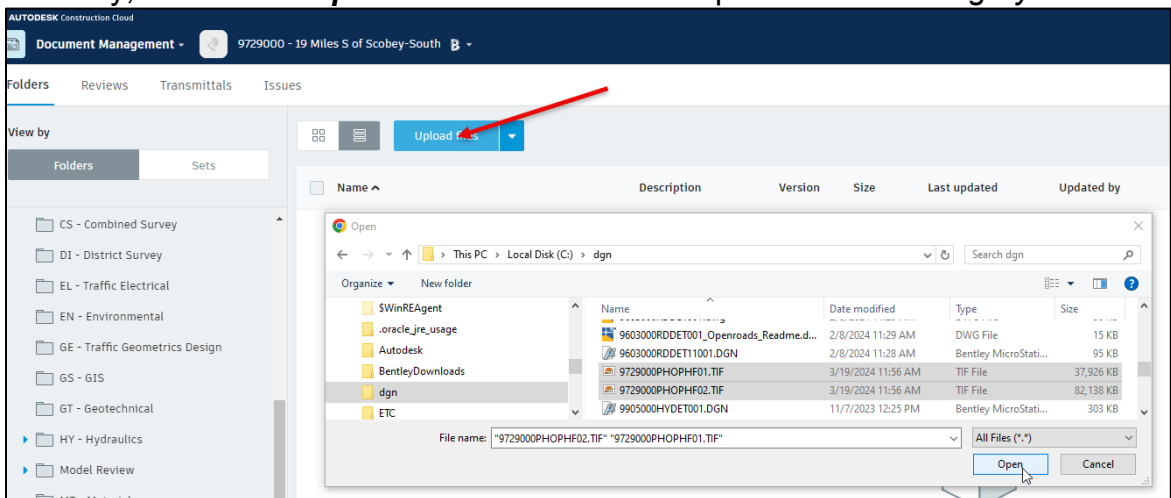 AUTODESK Construction Cloud
Document Management 9729000 - 19 Miles S of Scobey-South B
Folders Reviews Transmittals Issues
View by
Upload files
Folders Sets
Name Description Version Size Last updated Updated by
CS - Combined Survey
DI - District Survey
EL - Traffic Electrical
EN - Environmental
GE - Traffic Geometrics Design
GS - GIS
GT - Geotechnical
HY - Hydraulics
Model Review
Open
This PC > Local Disk (C:) > dgn Search dgn
Organize New folder
$WinREAgent
.oracle_jre_usage
Autodesk
BentleyDownloads
dgn
ETC
Name Date modified Type Size
9603000RDDET001_Openroads_Readme.d... 2/8/2024 11:29 AM DWG File 15 KB
9603000RDDET11001.DGN 2/8/2024 11:28 AM Bentley MicroStati... 95 KB
9729000PHOPHF01.TIF 3/19/2024 11:56 AM TIF File 37,926 KB
9729000PHOPHF02.TIF 3/19/2024 11:56 AM TIF File 82,138 KB
9905000HYDET001.DGN 11/7/2023 12:25 PM Bentley MicroStati... 303 KB
File name: "9729000PHOPHF02.TIF" "9729000PHOPHF01.TIF" All Files (*.*)
Open Cancel